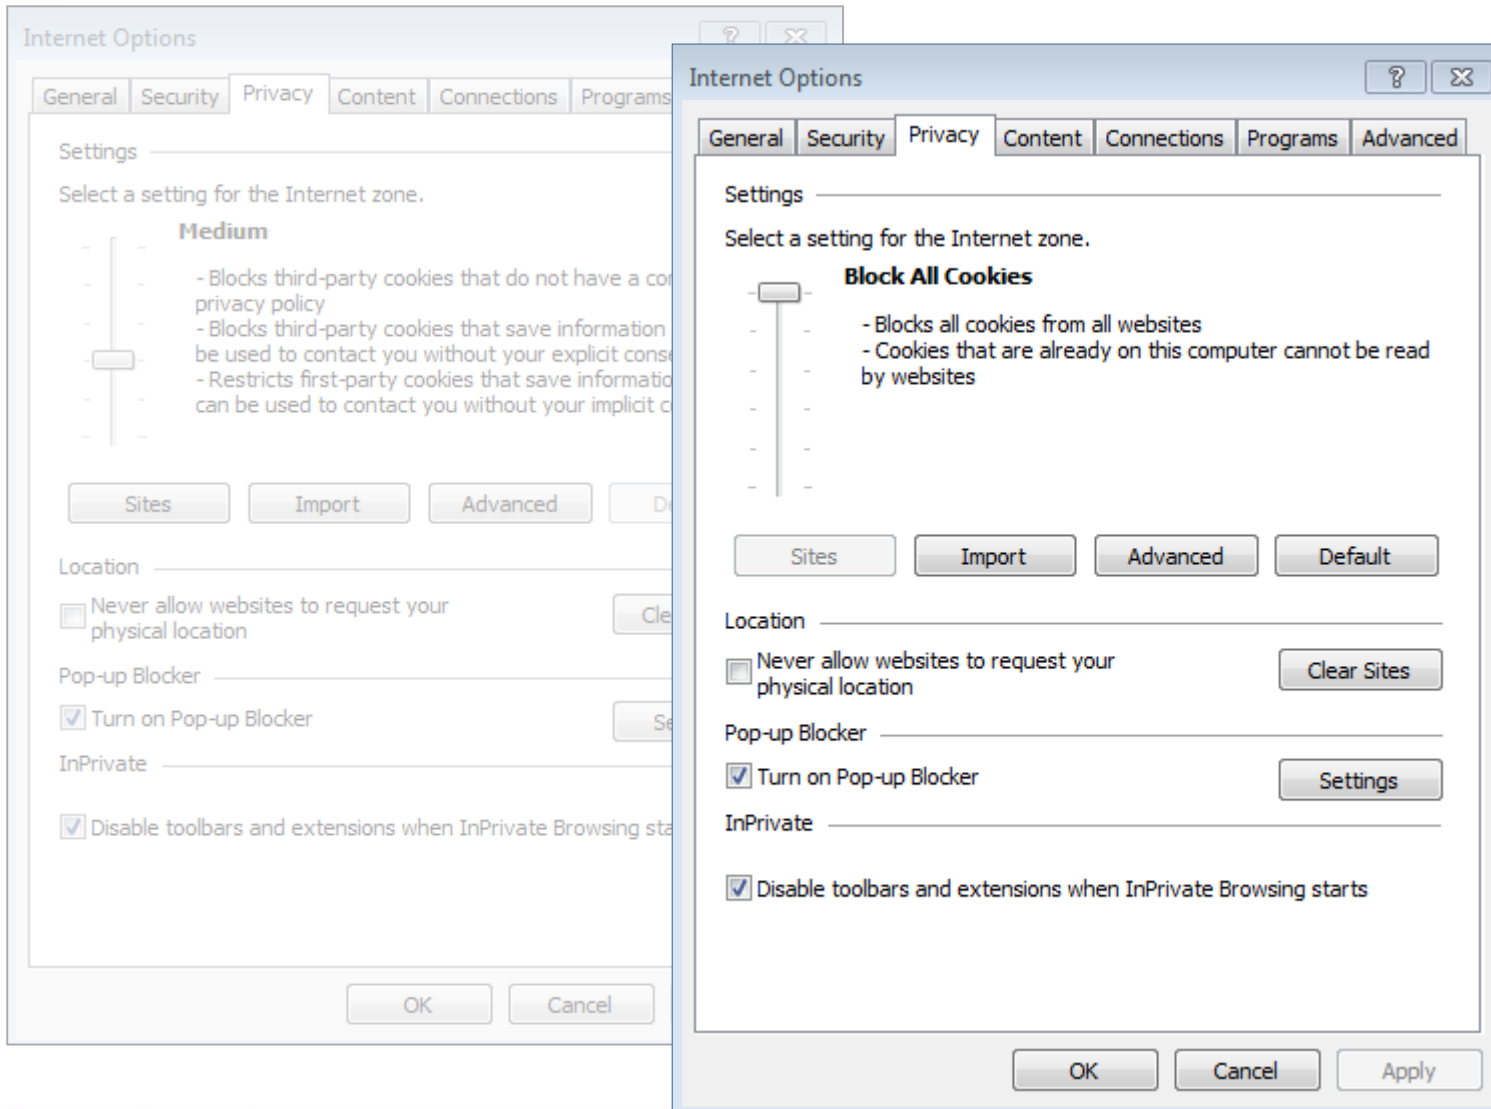 Internet Options
General Security Privacy Content Connections Programs
Settings
Select a setting for the Internet zone.
Medium
- Blocks third-party cookies that do not have a
privacy policy
- Blocks third-party cookies that save information
be used to contact you without your explicit
- Restricts first-party cookies that save
can be used to contact you without your implicit
Sites Import Advanced
Location
Never allow websites to request your
physical location
Pop-up Blocker
Turn on Pop-up Blocker
InPrivate
Disable toolbars and extensions when InPrivate Browsing
OK Cancel
Internet Options
General Security Privacy Content Connections Programs Advanced
Settings
Select a setting for the Internet zone.
Block All Cookies
- Blocks all cookies from all websites
- Cookies that are already on this computer cannot be read
by websites
Sites Import Advanced Default
Location
Never allow websites to request your
physical location
Clear Sites
Pop-up Blocker
Turn on Pop-up Blocker
Settings
InPrivate
Disable toolbars and extensions when InPrivate Browsing starts
OK Cancel Apply